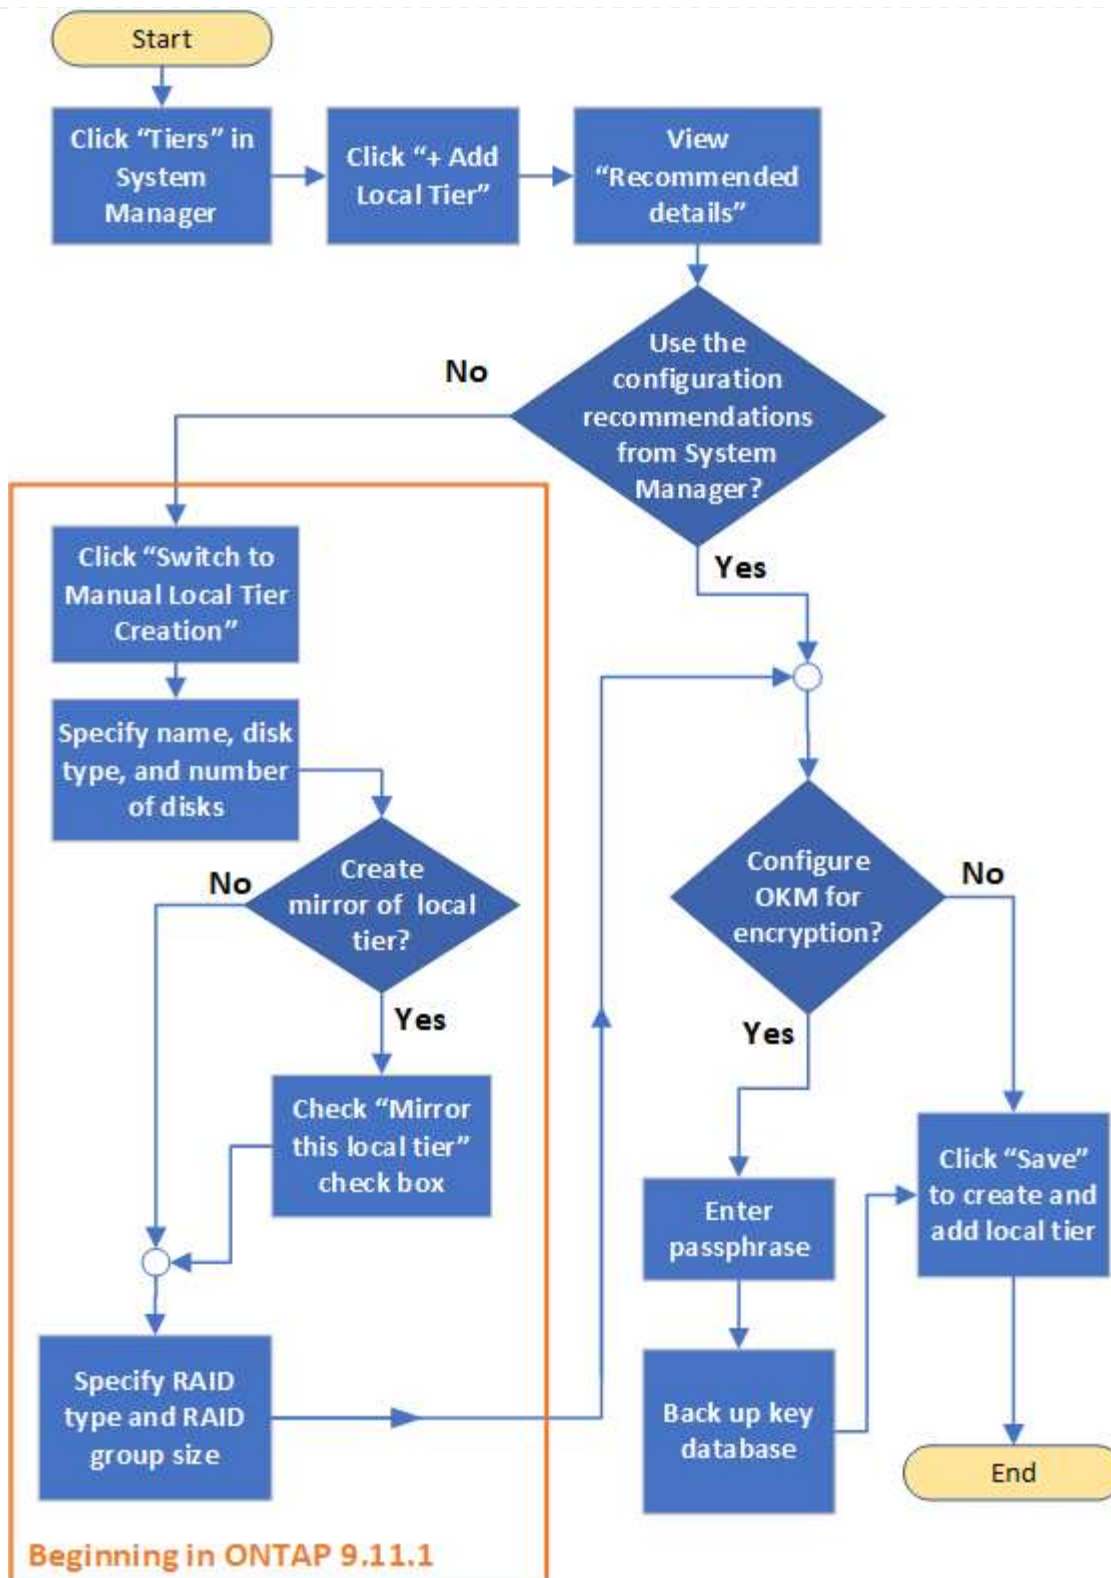 Start
Click “Tiers” in
System
Manager
Click “+ Add
Local Tier”
View
“Recommended
details”
Use the
configuration
recommendations
from System
Manager?
No
Yes
Click “Switch to
Manual Local Tier
Creation”
Specify name, disk
type, and number
of disks
Create
mirror of local
tier?
No
Yes
Check “Mirror
this local tier”
check box
Specify RAID
type and RAID
group size
Beginning in ONTAP 9.11.1
Configure
OKM for
encryption?
No
Yes
Enter
passphrase
Back up key
database
Click “Save”
to create and
add local tier
End